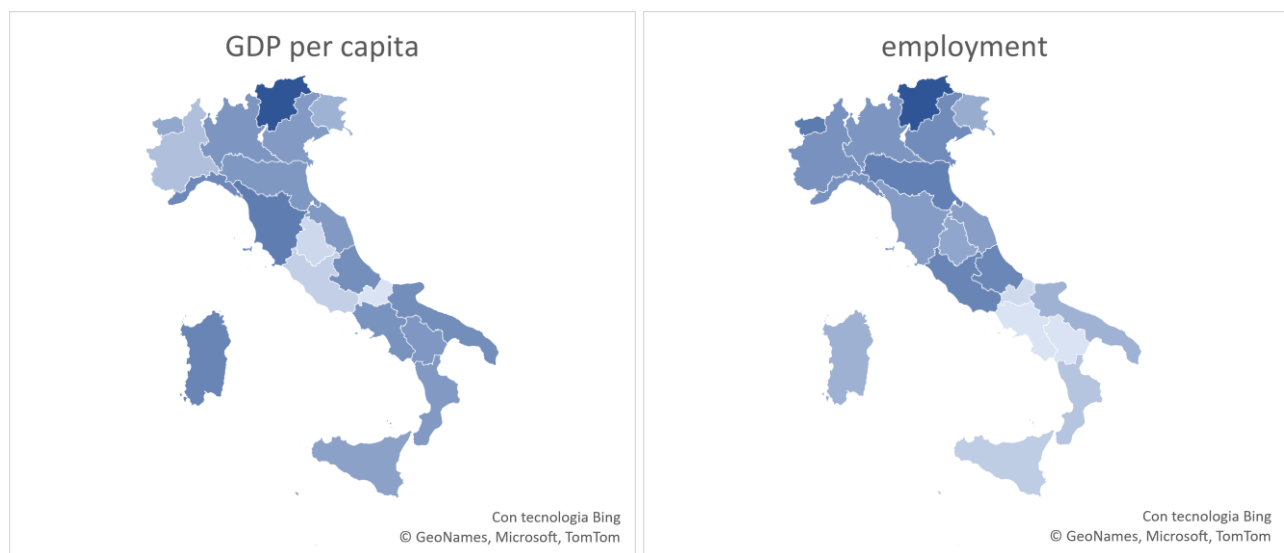 GDP per capita
Con tecnologia Bing
© GeoNames, Microsoft, TomTom
employment
Con tecnologia Bing
© GeoNames, Microsoft, TomTom